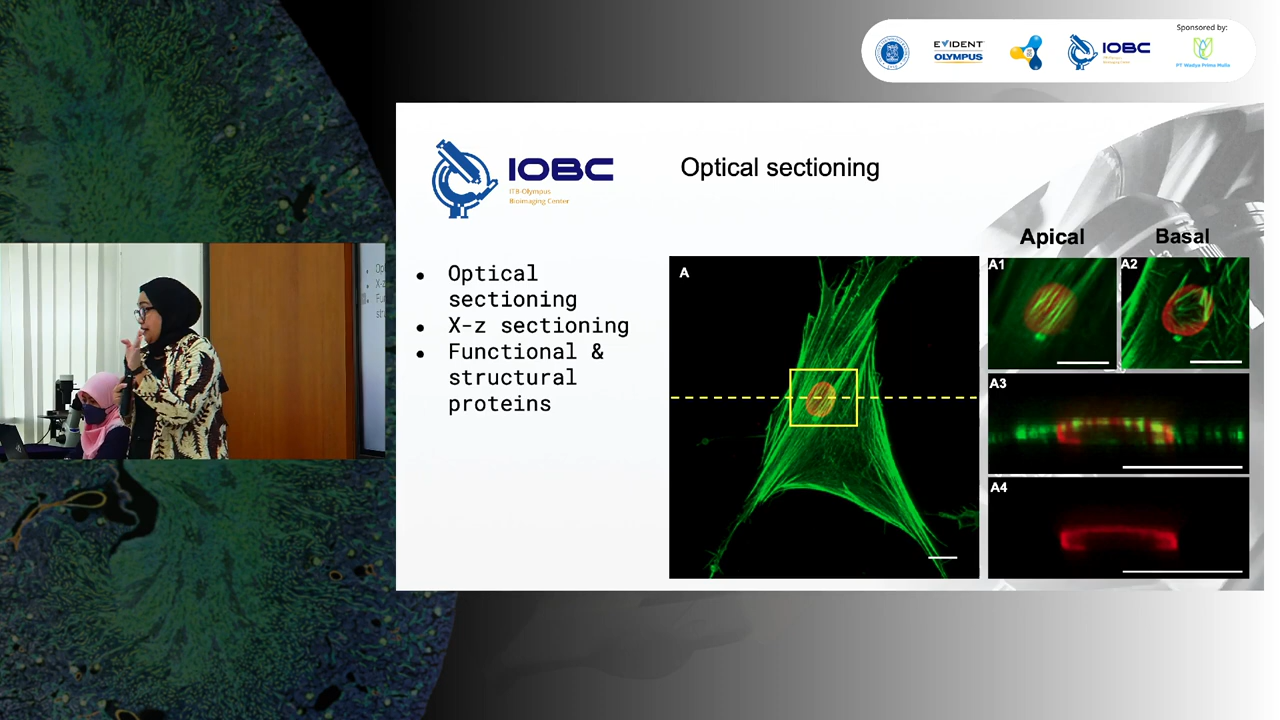 Sponsored by:
EVIDENT
OLYMPUS
IOBC
ITB-Olympus
Bioimaging Center
PT Wadya Prima Mulia
IOBC
ITB-Olympus
Bioimaging Center
Optical sectioning
Apical
Basal
• Optical
sectioning
• X-z sectioning
• Functional &
structural
proteins
A
A1
A2
A3
A4